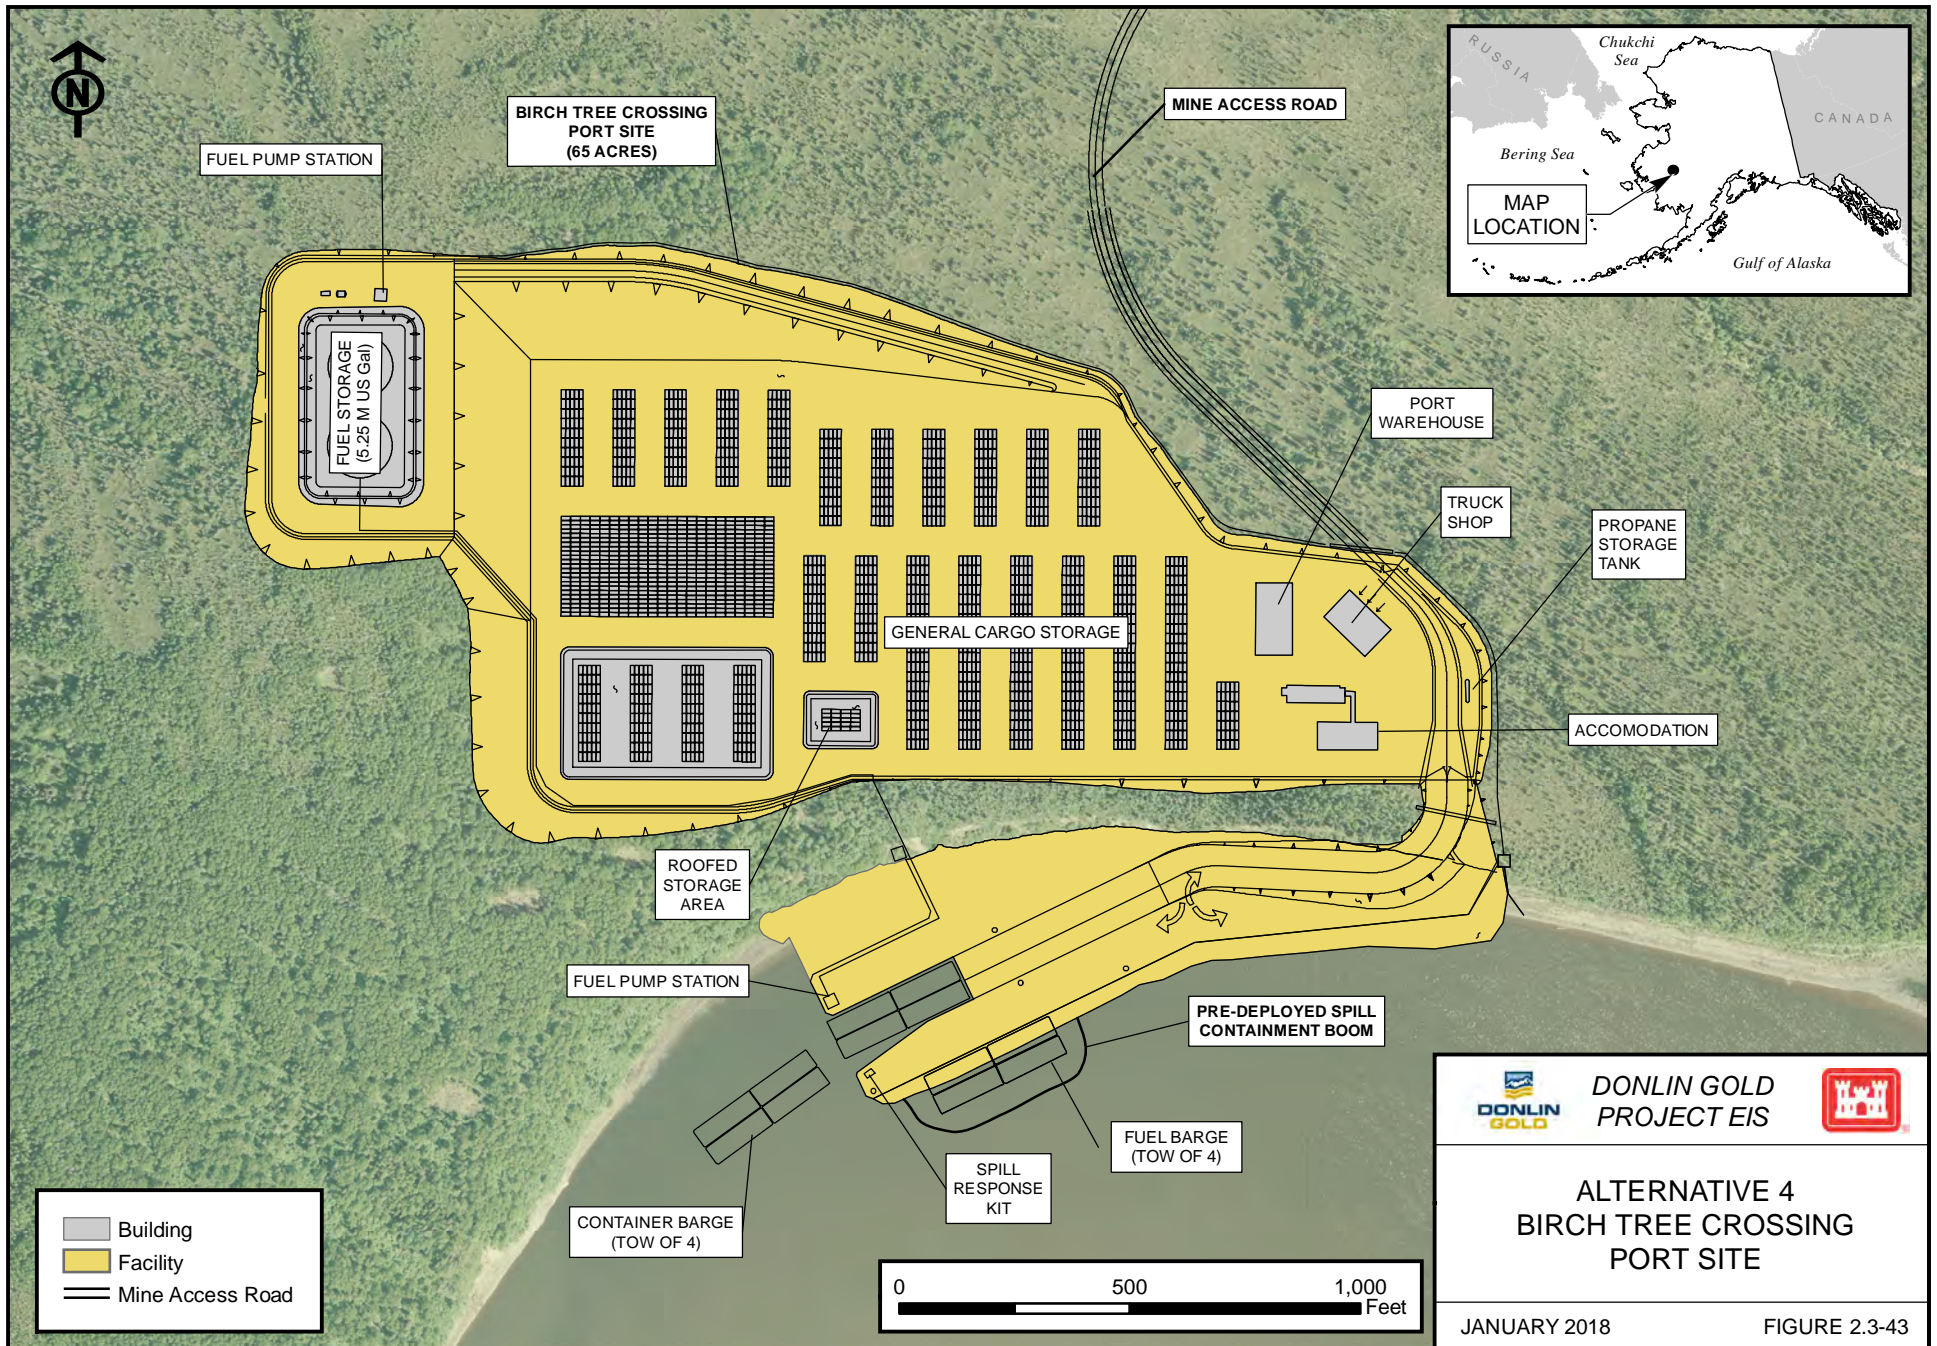 N
BIRCH TREE CROSSING
PORT SITE
(65 ACRES)
MINE ACCESS ROAD
FUEL PUMP STATION
RUSSIA
Chukchi
Sea
CANADA
Bering Sea
MAP
LOCATION
Gulf of Alaska
FUEL STORAGE
(5.25 M US Gal)
PORT
WAREHOUSE
TRUCK
SHOP
PROPANE
STORAGE
TANK
GENERAL CARGO STORAGE
ACCOMODATION
ROOFED
STORAGE
AREA
FUEL PUMP STATION
PRE-DEPLOYED SPILL
CONTAINMENT BOOM
FUEL BARGE
(TOW OF 4)
SPILL
RESPONSE
KIT
CONTAINER BARGE
(TOW OF 4)
Building
Facility
Mine Access Road
0 500 1,000
Feet
DONLIN
GOLD
DONLIN GOLD
PROJECT EIS
ALTERNATIVE 4
BIRCH TREE CROSSING
PORT SITE
JANUARY 2018
FIGURE 2.3-43